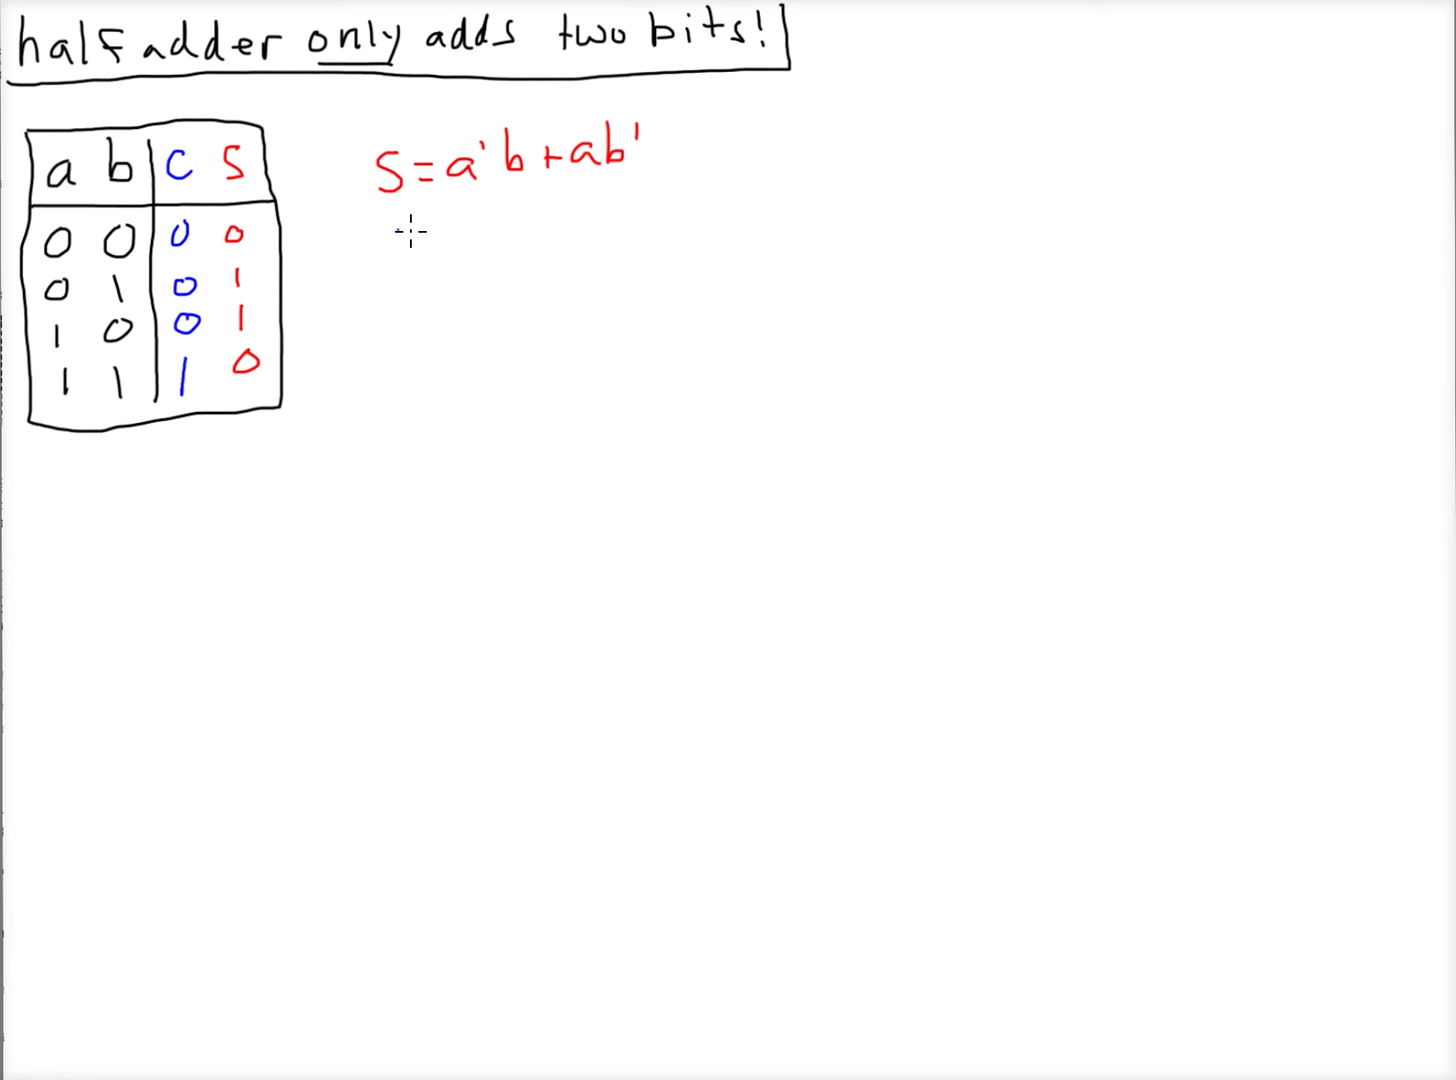 half adder only adds two bits!
a b c s
0 0 0 0
0 1 0 1
1 0 0 1
1 1 1 0
S = a'b + ab'